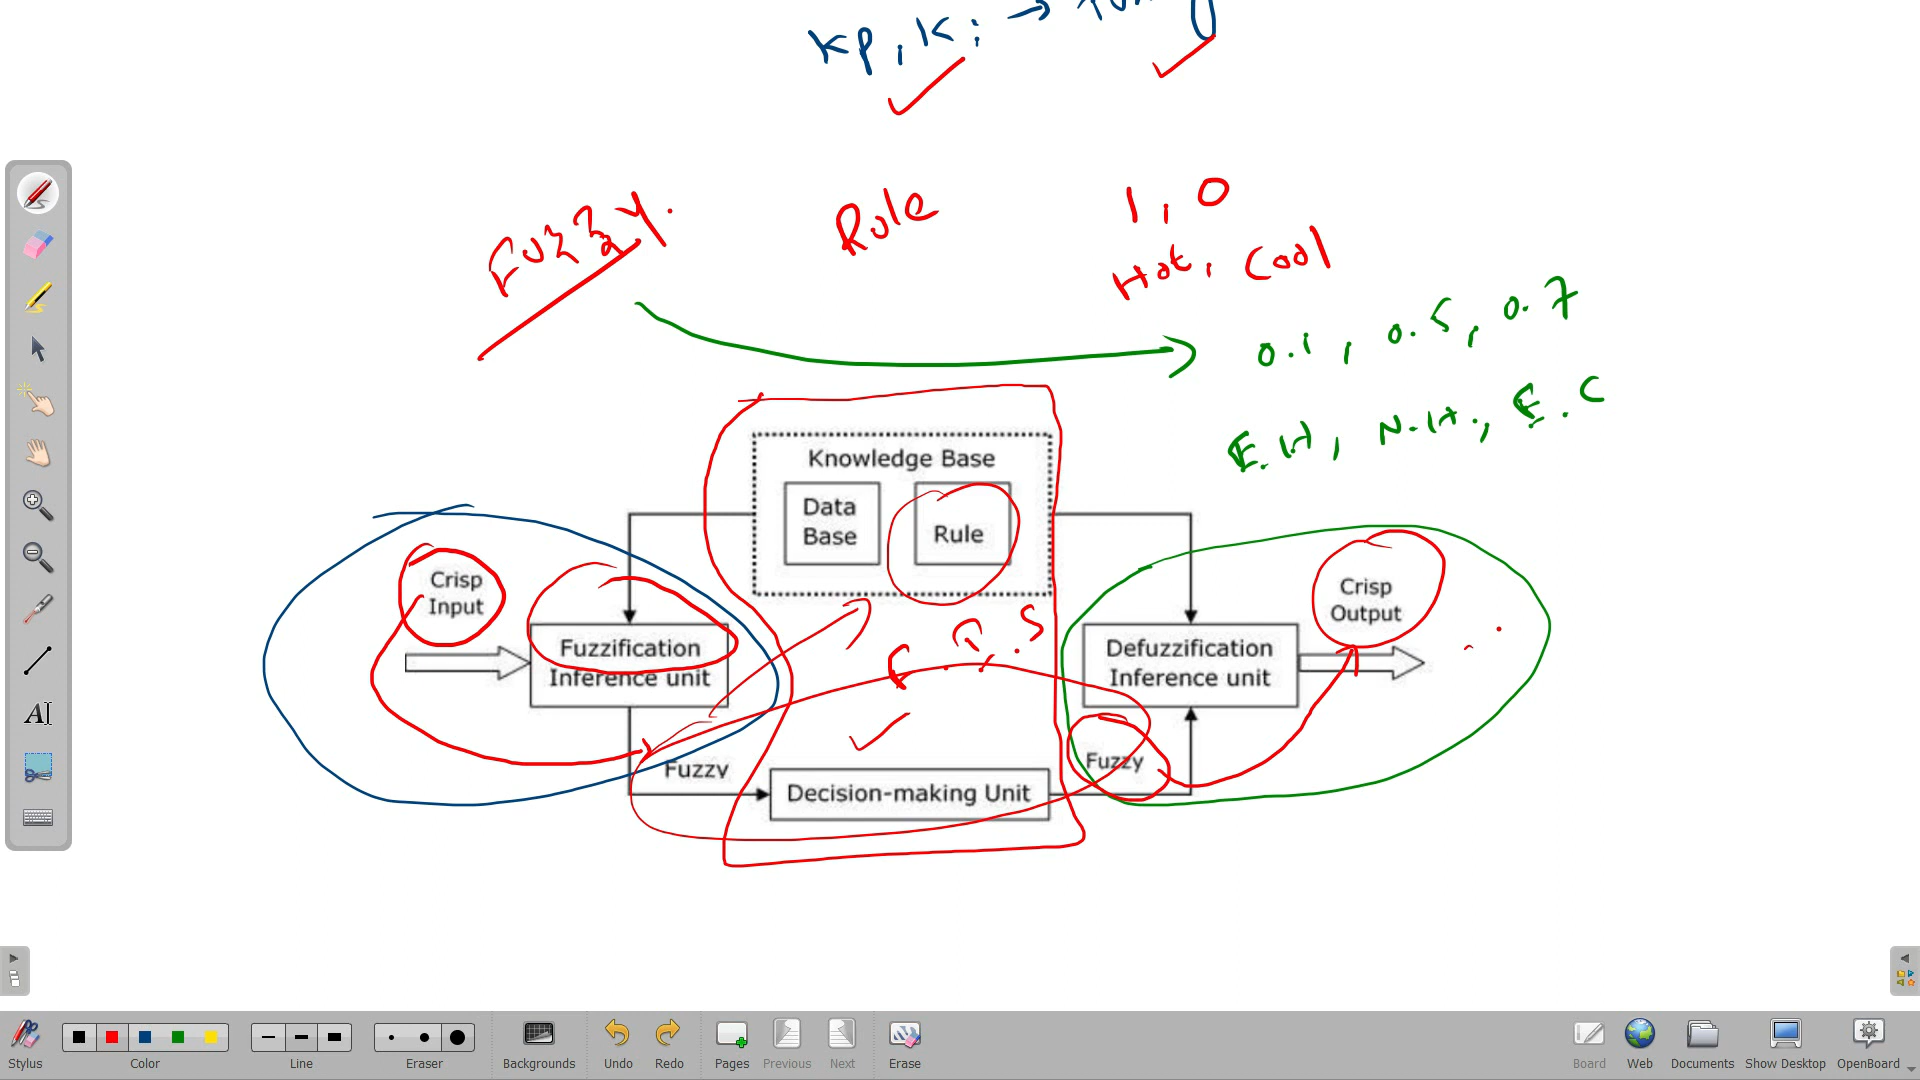 Kp, Ki → Tuning
Fuzzy.
Rule
1, 0
Hot, Cool
0.1, 0.5, 0.7
E.H, N.H., E.C
Knowledge Base
Data
Base
Rule
Crisp
Input
Fuzzification
Inference unit
F.I.S
Defuzzification
Inference unit
Crisp
Output
Fuzzy
Decision-making Unit
Fuzzy
Stylus
Color
Line
Eraser
Backgrounds
Undo
Redo
Pages
Previous
Next
Erase
Board
Web
Documents
Show Desktop
OpenBoard